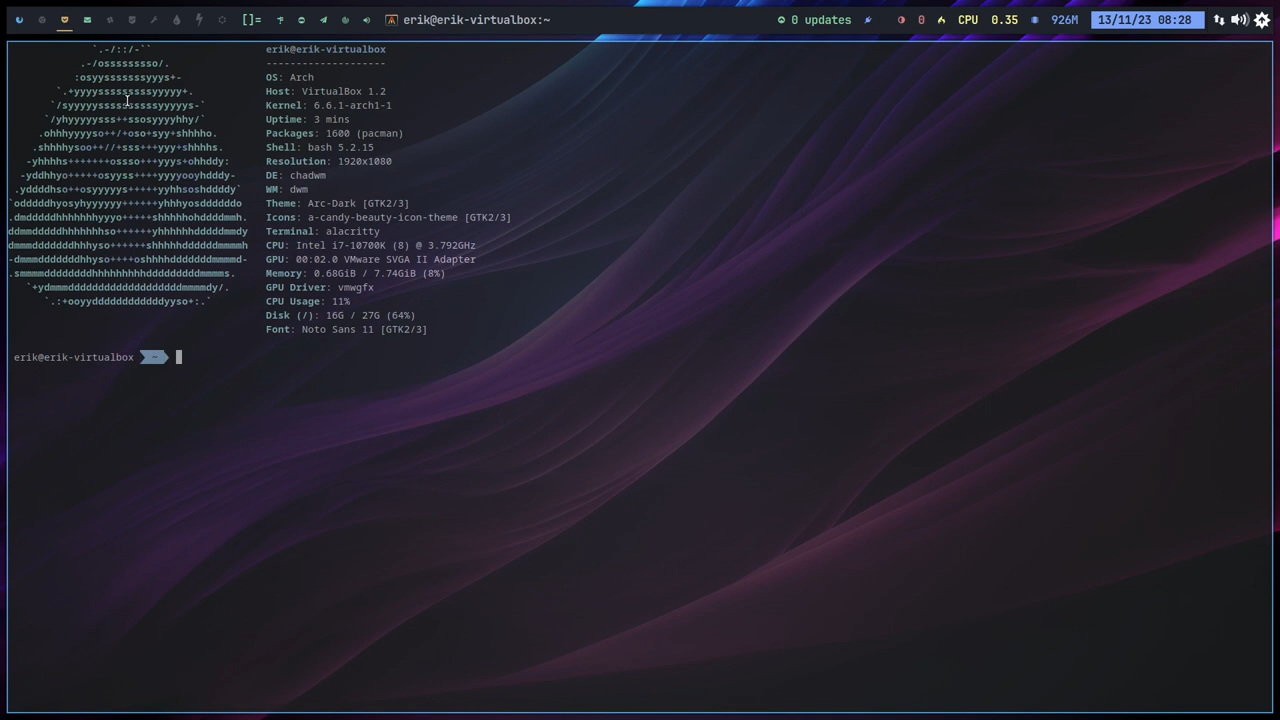 []=
erik@erik-virtualbox:~
0 updates
0
CPU 0.35
926M
13/11/23 08:28
erik@erik-virtualbox
--------------------
OS: Arch
Host: VirtualBox 1.2
Kernel: 6.6.1-arch1-1
Uptime: 3 mins
Packages: 1600 (pacman)
Shell: bash 5.2.15
Resolution: 1920x1080
DE: chadwm
WM: dwm
Theme: Arc-Dark [GTK2/3]
Icons: a-candy-beauty-icon-theme [GTK2/3]
Terminal: alacritty
CPU: Intel i7-10700K (8) @ 3.792GHz
GPU: 00:02.0 VMware SVGA II Adapter
Memory: 0.68GiB / 7.74GiB (8%)
GPU Driver: vmwgfx
CPU Usage: 11%
Disk (/): 16G / 27G (64%)
Font: Noto Sans 11 [GTK2/3]
erik@erik-virtualbox ~